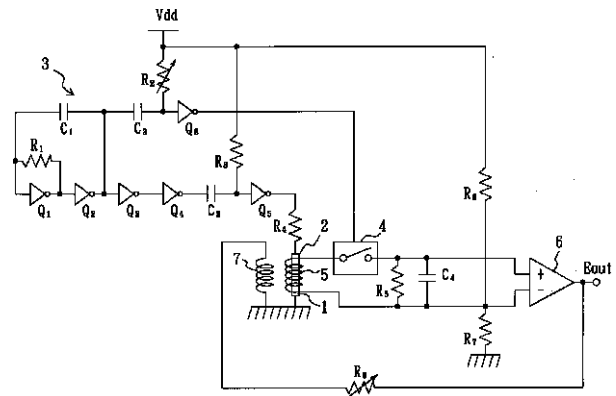 Vdd
3
R₂
C₁
C₃
Q₆
R₁
R₃
Q₁
Q₂
Q₃
Q₄
C₂
Q₅
R₆
R₄
2
4
7
5
6
+
−
Eout
R₅
C₄
1
R₇
R₈